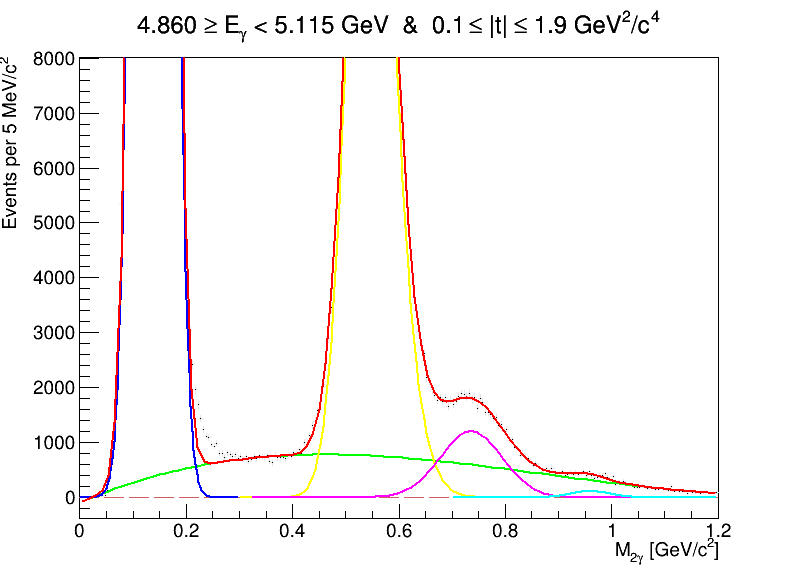 4.860 ≥ E_γ < 5.115 GeV & 0.1 ≤ |t| ≤ 1.9 GeV²/c⁴
Events per 5 MeV/c²
8000
7000
6000
5000
4000
3000
2000
1000
0
0 0.2 0.4 0.6 0.8 1 1.2
M_2γ [GeV/c²]